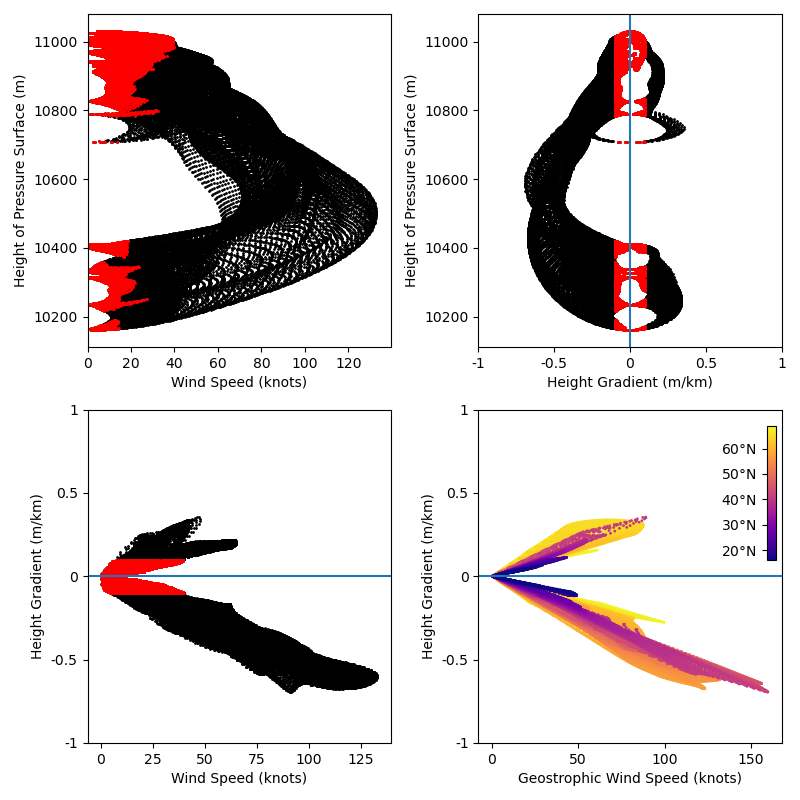 11000
10800
10600
10400
10200
Height of Pressure Surface (m)
0 20 40 60 80 100 120
Wind Speed (knots)
11000
10800
10600
10400
10200
Height of Pressure Surface (m)
-1 -0.5 0 0.5 1
Height Gradient (m/km)
1
0.5
0
-0.5
-1
Height Gradient (m/km)
0 25 50 75 100 125
Wind Speed (knots)
1
0.5
0
-0.5
-1
Height Gradient (m/km)
60°N
50°N
40°N
30°N
20°N
0 50 100 150
Geostrophic Wind Speed (knots)